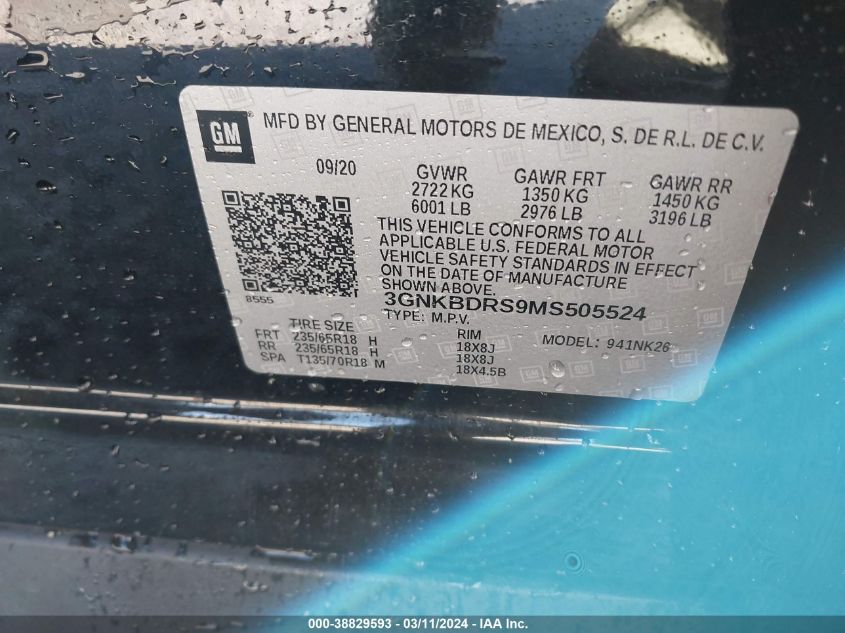 GM MFD BY GENERAL MOTORS DE MEXICO, S. DE R.L. DE C.V.
09/20 GVWR GAWR FRT GAWR RR
2722 KG 1350 KG 1450 KG
6001 LB 2976 LB 3196 LB
THIS VEHICLE CONFORMS TO ALL
APPLICABLE U.S. FEDERAL MOTOR
VEHICLE SAFETY STANDARDS IN EFFECT
ON THE DATE OF MANUFACTURE
SHOWN ABOVE.
8555
3GNKBDRS9MS505524
TYPE: M.P.V.
TIRE SIZE RIM MODEL: 941NK26
FRT 235/65R18 H 18X8J
RR 235/65R18 H 18X8J
SPA T135/70R18 M 18X4.5B
000-38829593 - 03/11/2024 - IAA Inc.